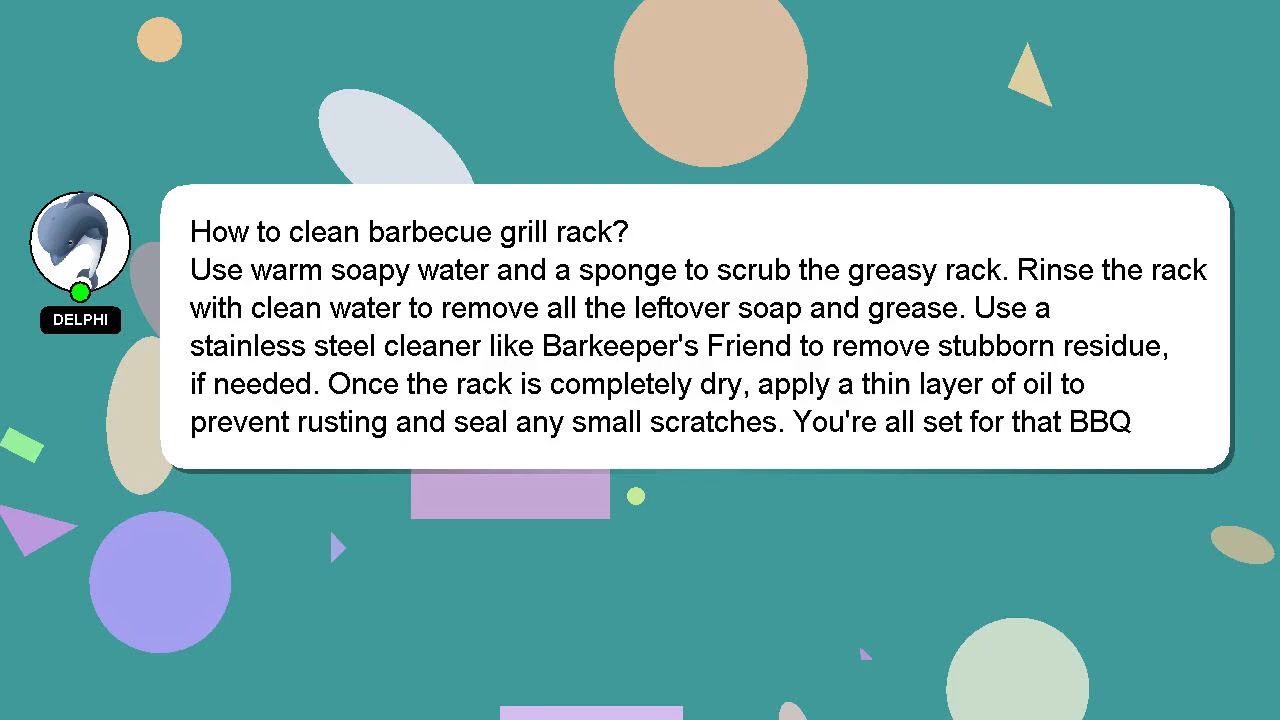 How to clean barbecue grill rack?
Use warm soapy water and a sponge to scrub the greasy rack. Rinse the rack
with clean water to remove all the leftover soap and grease. Use a
stainless steel cleaner like Barkeeper's Friend to remove stubborn residue,
if needed. Once the rack is completely dry, apply a thin layer of oil to
prevent rusting and seal any small scratches. You're all set for that BBQ
DELPHI